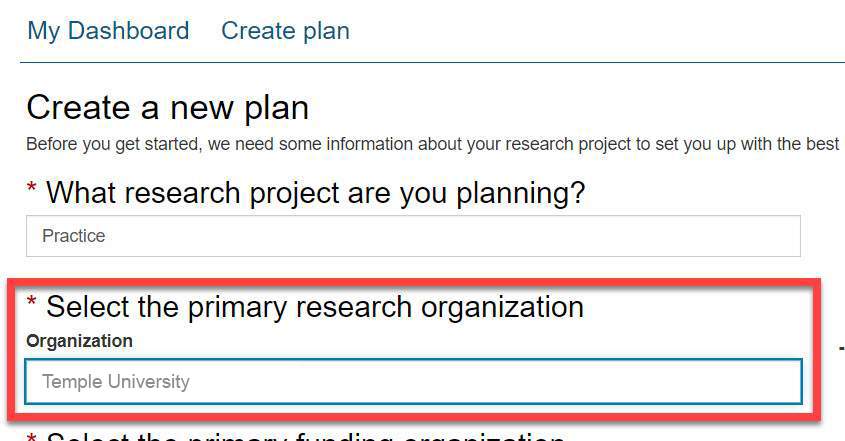 My Dashboard Create plan
Create a new plan
Before you get started, we need some information about your research project to set you up with the best
* What research project are you planning?
Practice
* Select the primary research organization
Organization
Temple University
* Select the primary funding organization